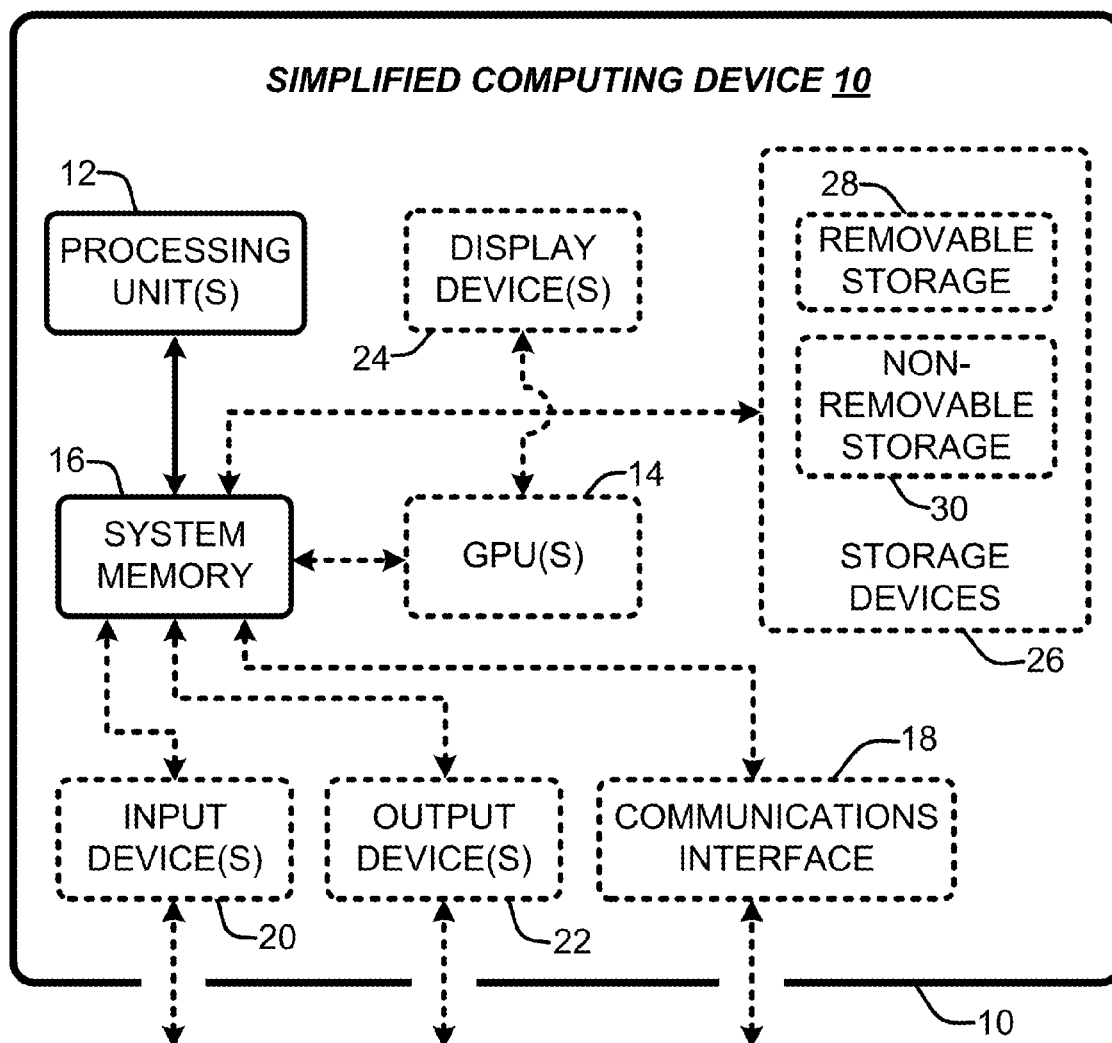 SIMPLIFIED COMPUTING DEVICE 10
12
PROCESSING
UNIT(S)
DISPLAY
DEVICE(S)
24
28
REMOVABLE
STORAGE
NON-
REMOVABLE
STORAGE
30
STORAGE
DEVICES
26
16
SYSTEM
MEMORY
14
GPU(S)
INPUT
DEVICE(S)
20
OUTPUT
DEVICE(S)
22
18
COMMUNICATIONS
INTERFACE
10